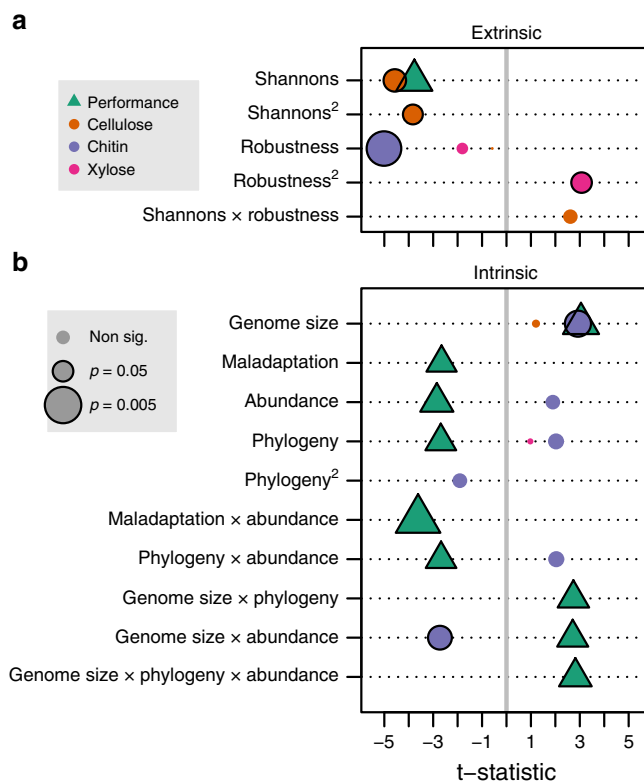 a
Extrinsic
Performance
Cellulose
Chitin
Xylose
Shannons
Shannons²
Robustness
Robustness²
Shannons × robustness
b
Intrinsic
Non sig.
p = 0.05
p = 0.005
Genome size
Maladaptation
Abundance
Phylogeny
Phylogeny²
Maladaptation × abundance
Phylogeny × abundance
Genome size × phylogeny
Genome size × abundance
Genome size × phylogeny × abundance
−5 −3 −1 1 3 5
t−statistic